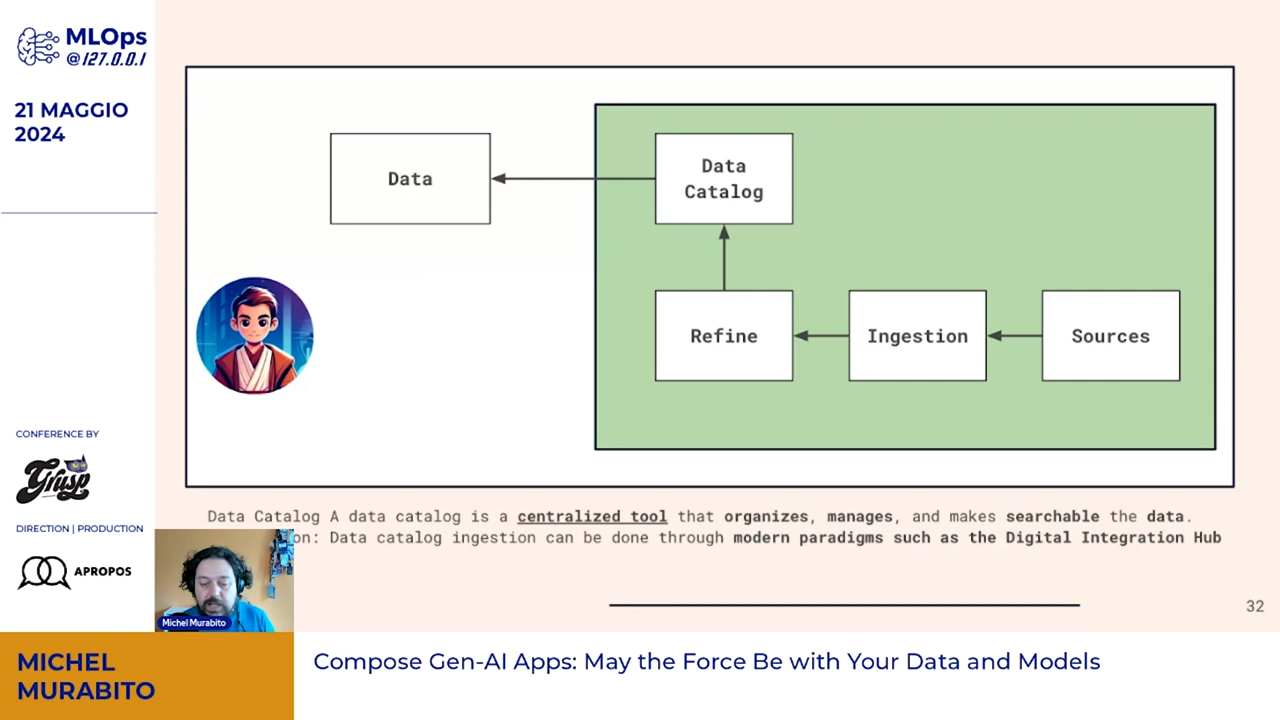 MLOps
@127.0.0.1
21 MAGGIO
2024
Data
Data
Catalog
Refine
Ingestion
Sources
Data Catalog A data catalog is a centralized tool that organizes, manages, and makes searchable the data.
on: Data catalog ingestion can be done through modern paradigms such as the Digital Integration Hub
32
CONFERENCE BY
Grusp
DIRECTION | PRODUCTION
APROPOS
Michel Murabito
MICHEL
MURABITO
Compose Gen-AI Apps: May the Force Be with Your Data and Models